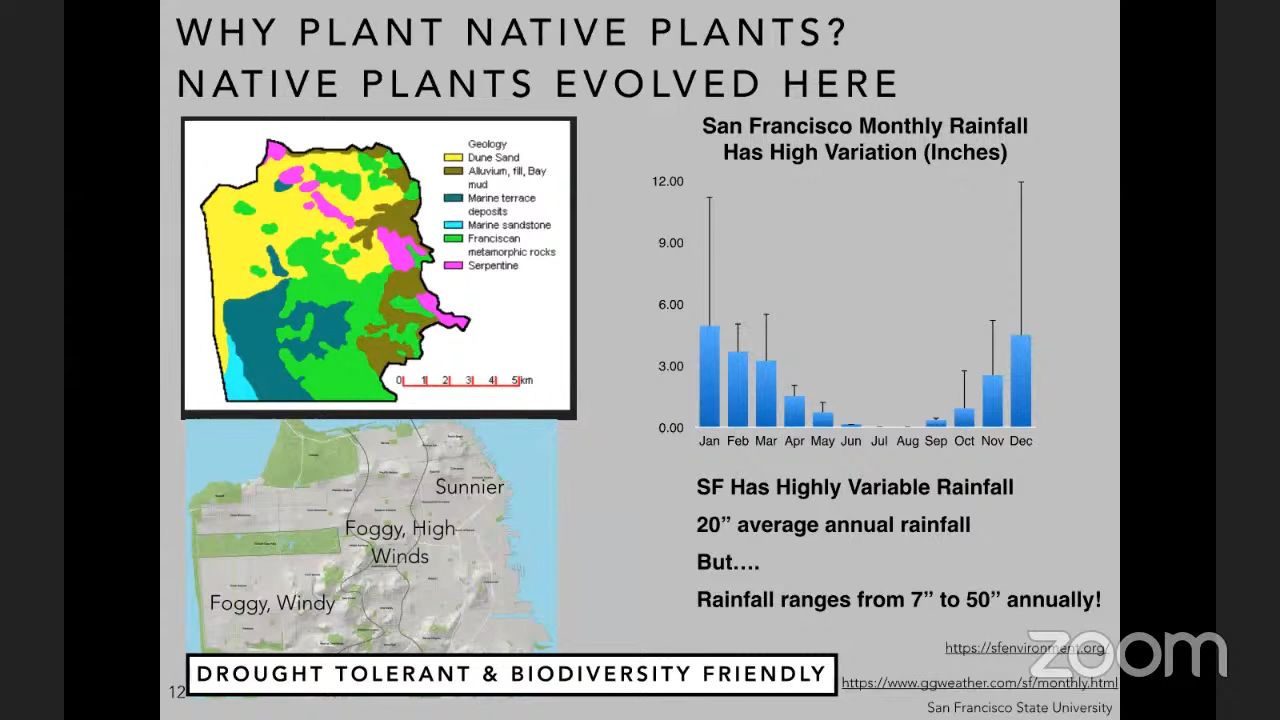 WHY PLANT NATIVE PLANTS?
NATIVE PLANTS EVOLVED HERE
Geology
Dune Sand
Alluvium, fill, Bay
mud
Marine terrace
deposits
Marine sandstone
Franciscan
metamorphic rocks
Serpentine
0 1 2 3 4 5 km
San Francisco Monthly Rainfall
Has High Variation (Inches)
12.00
9.00
6.00
3.00
0.00
Jan Feb Mar Apr May Jun Jul Aug Sep Oct Nov Dec
Sunnier
Foggy, High
Winds
Foggy, Windy
SF Has Highly Variable Rainfall
20” average annual rainfall
But….
Rainfall ranges from 7” to 50” annually!
DROUGHT TOLERANT & BIODIVERSITY FRIENDLY
12
https://sfenvironment.org/
zoom
https://www.ggweather.com/sf/monthly.html
San Francisco State University